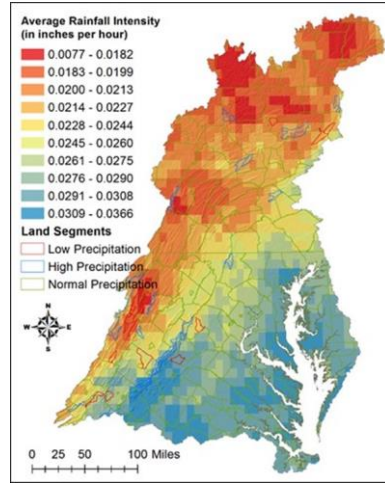 Average Rainfall Intensity
(in inches per hour)
0.0077 - 0.0182
0.0183 - 0.0199
0.0200 - 0.0213
0.0214 - 0.0227
0.0228 - 0.0244
0.0245 - 0.0260
0.0261 - 0.0275
0.0276 - 0.0290
0.0291 - 0.0308
0.0309 - 0.0366
Land Segments
Low Precipitation
High Precipitation
Normal Precipitation
N
W E
S
0 25 50 100 Miles